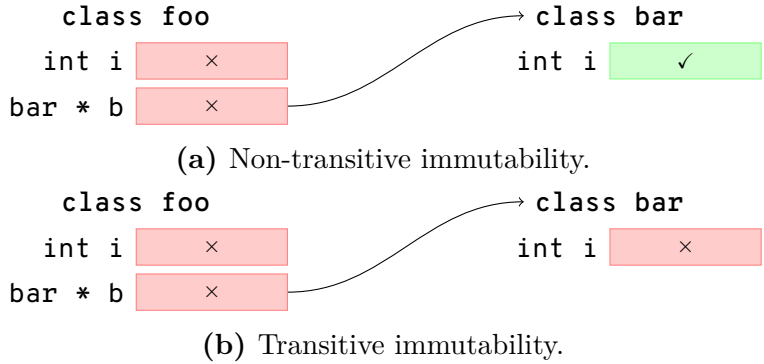 class foo class bar
int i × int i ✓
bar * b ×
(a) Non-transitive immutability.
class foo class bar
int i × int i ×
bar * b ×
(b) Transitive immutability.